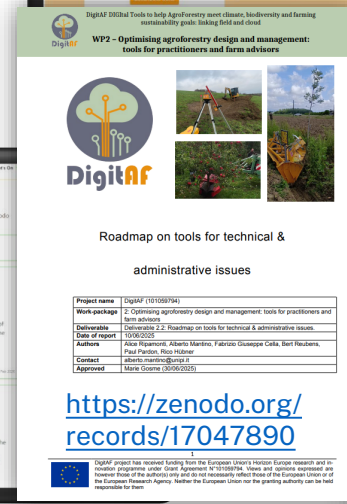 DigitAF DIGItal Tools to help AgroForestry meet climate, biodiversity and farming
sustainability goals: linking field and cloud
DigitAF
WP2 – Optimising agroforestry design and management:
tools for practitioners and farm advisors
DigitAF
Roadmap on tools for technical &
administrative issues
Project name DigitAF (101059794)
Work-package 2: Optimising agroforestry design and management: tools for practitioners and
farm advisors
Deliverable Deliverable 2.2: Roadmap on tools for technical & administrative issues.
Date of report 10/06/2025
Authors Alice Ripamonti, Alberto Mantino, Fabrizio Giuseppe Cella, Bert Reubens,
Paul Pardon, Rico Hübner
Contact alberto.mantino@unipi.it
Approved Marie Gosme (30/06/2025)
https://zenodo.org/
records/17047890
1
DigitAF project has received funding from the European Union's Horizon Europe research and in-
novation programme under Grant Agreement N°101059794. Views and opinions expressed are
however those of the author(s) only and do not necessarily reflect those of the European Union or of
the European Research Agency. Neither the European Union nor the granting authority can be held
responsible for them